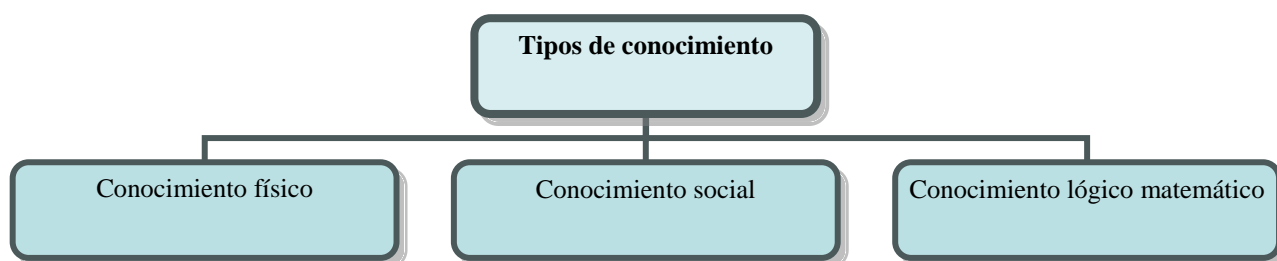 Tipos de conocimiento
Conocimiento físico
Conocimiento social
Conocimiento lógico matemático